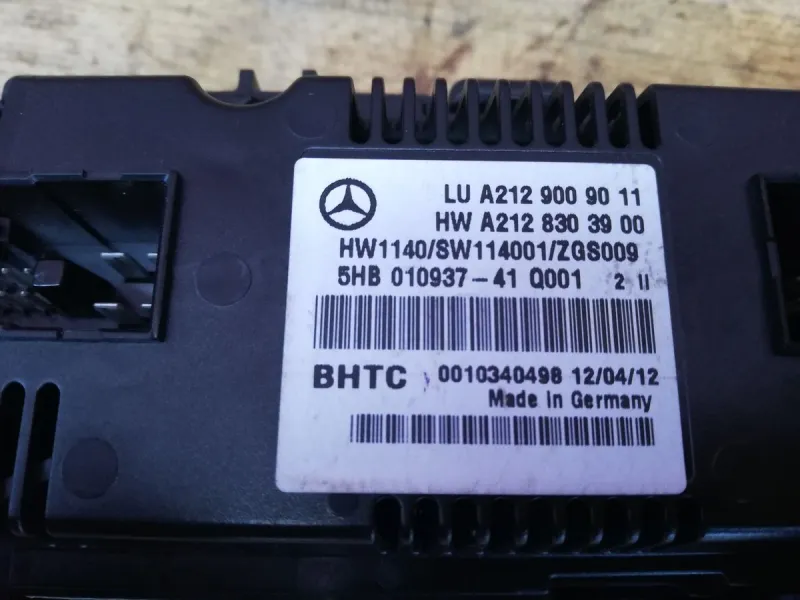 LU A212 900 90 11
HW A212 830 39 00
HW1140/SW114001/ZGS009
5HB 010937-41 Q001 2 II
BHTC 0010340498 12/04/12
Made in Germany